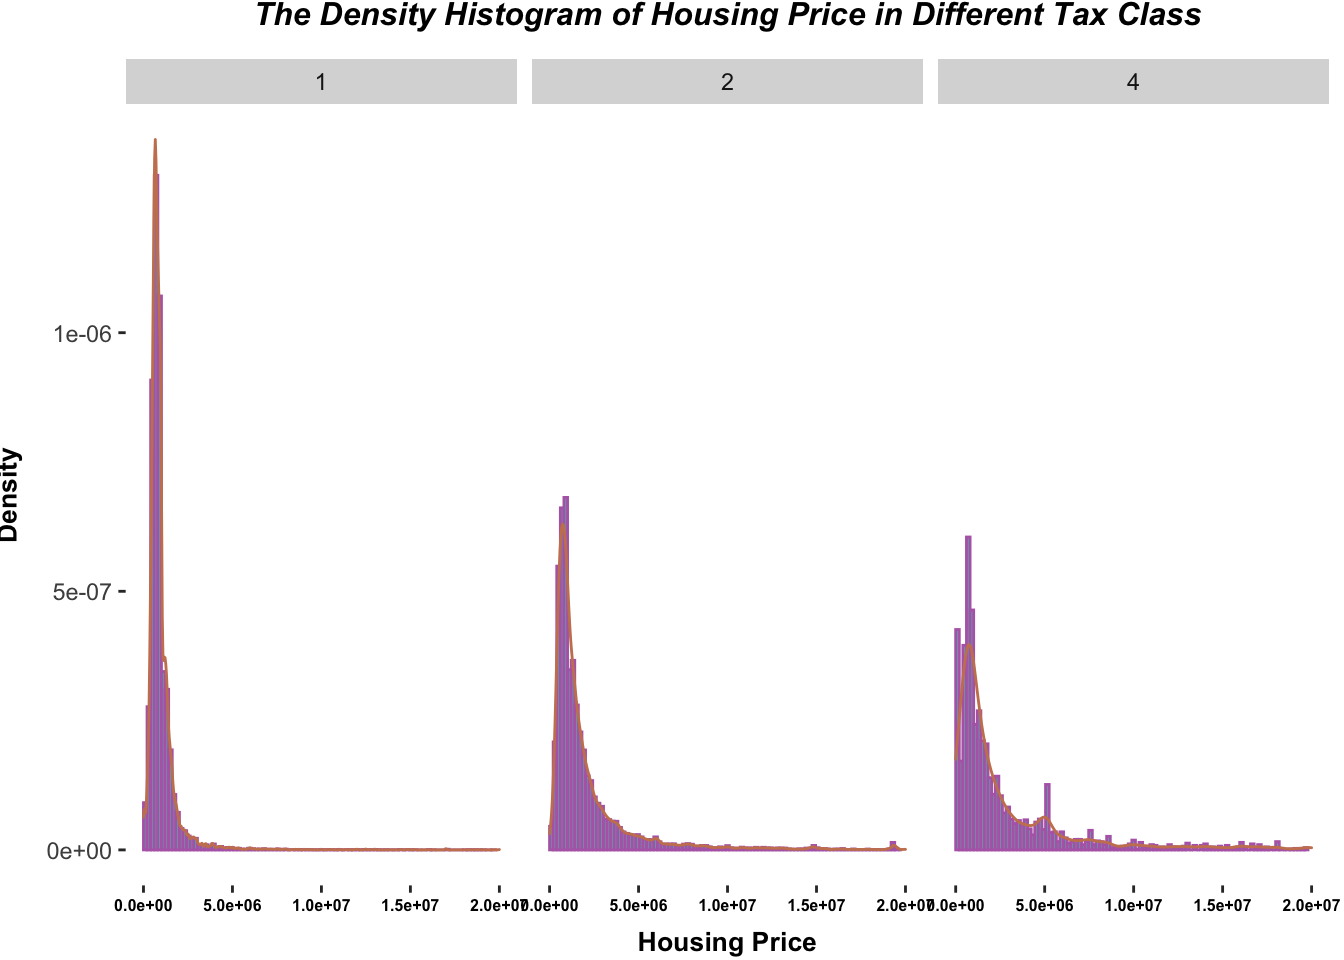 The Density Histogram of Housing Price in Different Tax Class
1 2 4
Density
1e-06
5e-07
0e+00
0.0e+00 5.0e+06 1.0e+07 1.5e+07 2.0e+07 0.0e+00 5.0e+06 1.0e+07 1.5e+07 2.0e+07 0.0e+00 5.0e+06 1.0e+07 1.5e+07 2.0e+07
Housing Price